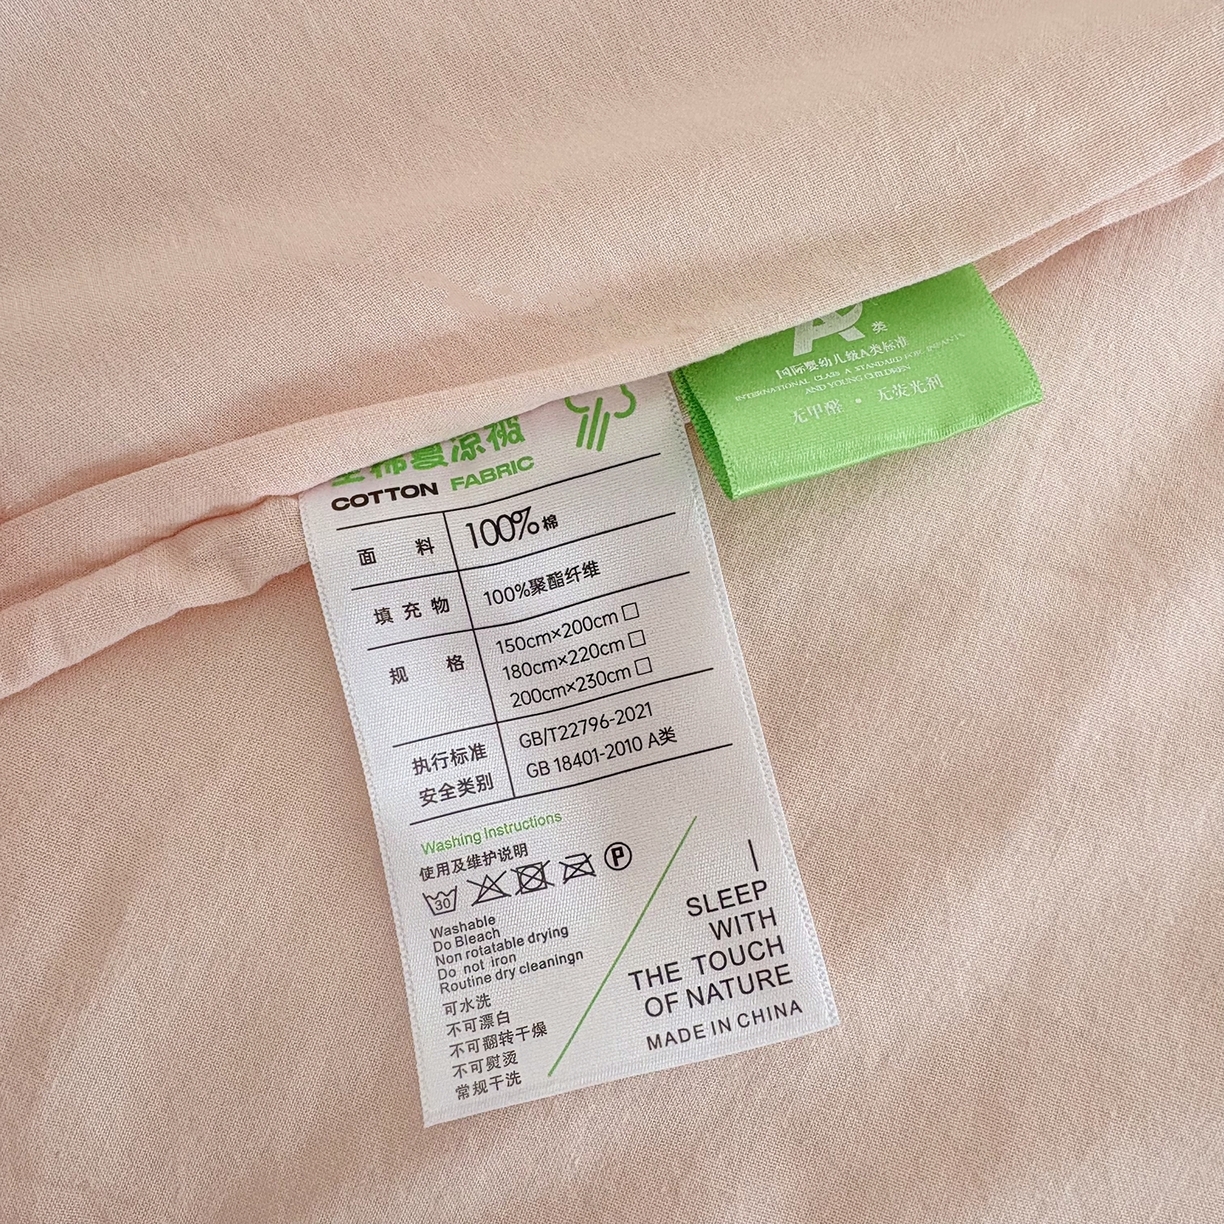 类
国际婴幼儿级A类标准
INTERNATIONAL CLASS A STANDARD FOR INFANTS
AND YOUNG CHILDREN
无甲醛 · 无荧光剂
全棉夏凉被
COTTON FABRIC
面 料 100%棉
填 充 物 100%聚酯纤维
规 格 150cm×200cm □
180cm×220cm □
200cm×230cm □
执行标准 GB/T22796-2021
安全类别 GB 18401-2010 A类
Washing Instructions
使用及维护说明
30 P
Washable
Do Bleach
Non rotatable drying
Do not iron
Routine dry cleaningn
可水洗
不可漂白
不可翻转干燥
不可熨烫
常规干洗
SLEEP
WITH
THE TOUCH
OF NATURE
MADE IN CHINA